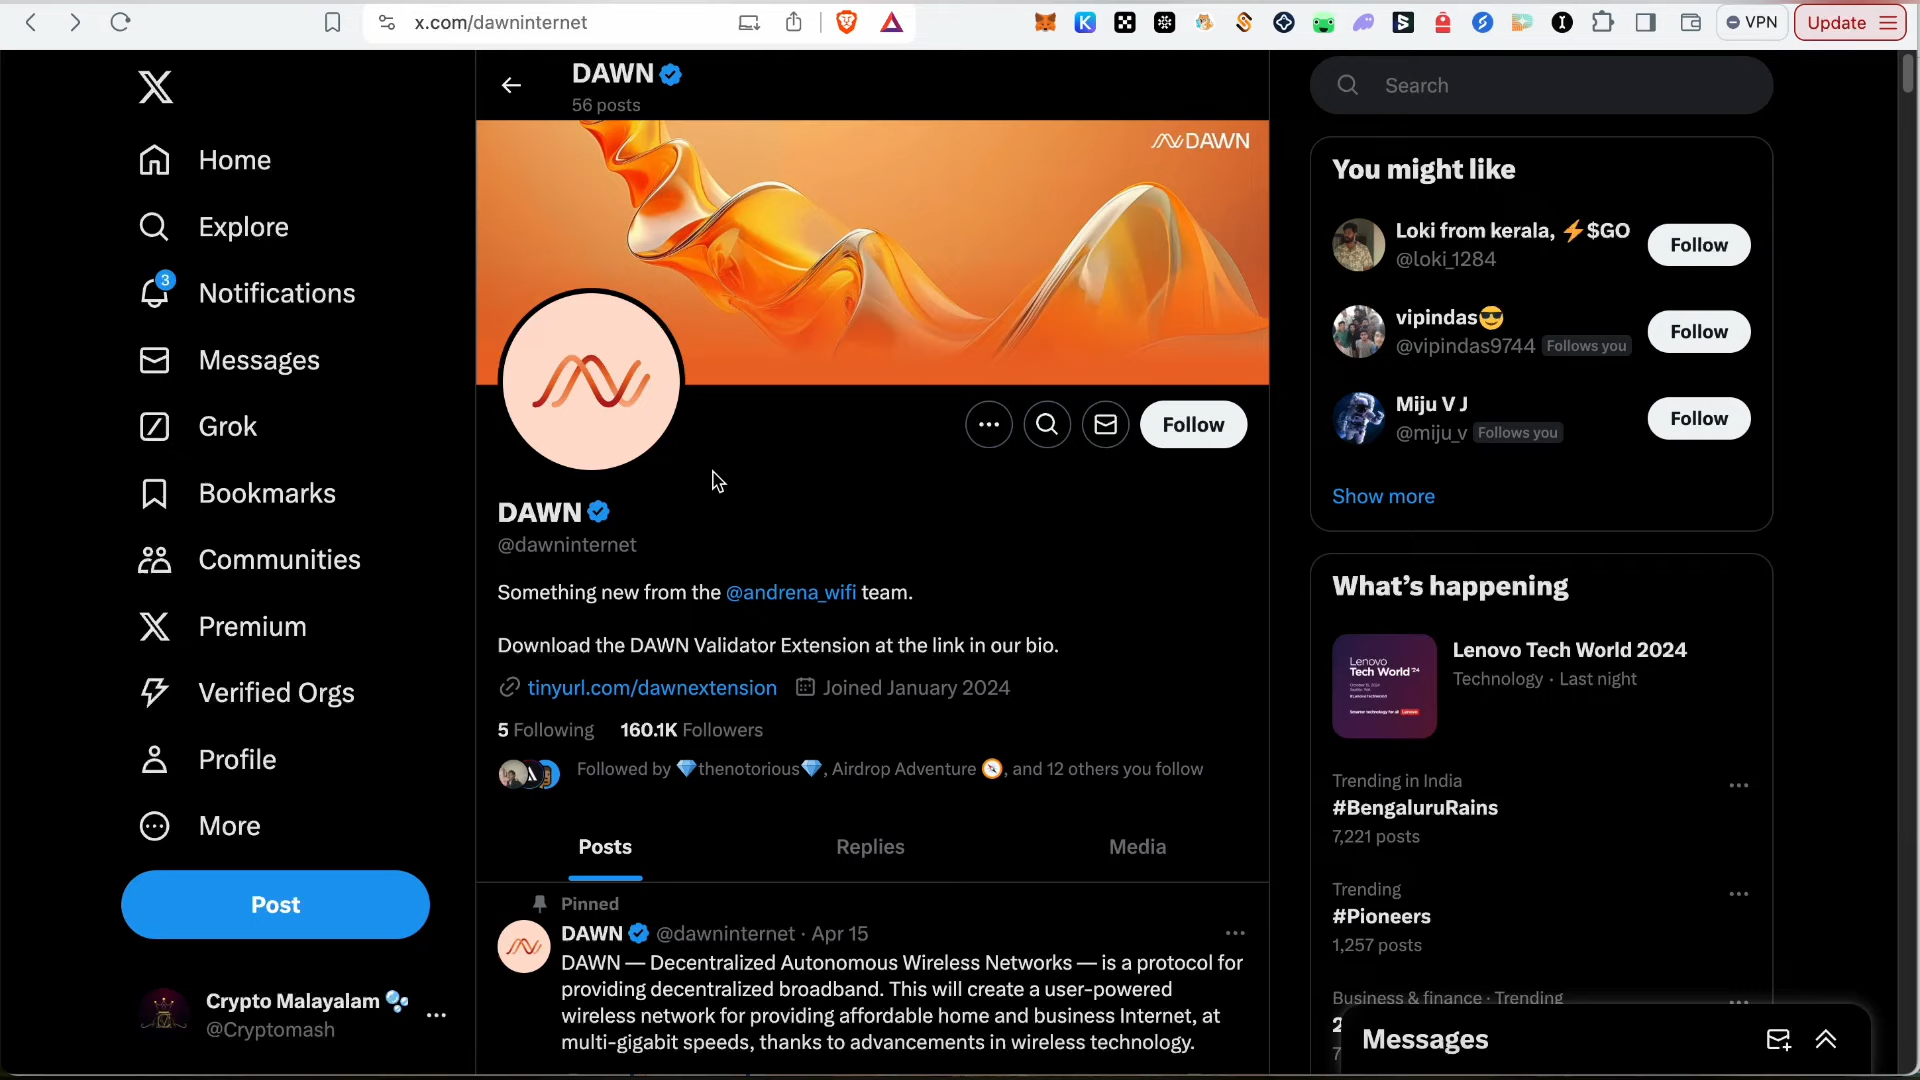 x.com/dawninternet
VPN
Update
DAWN
56 posts
DAWN
Search
Home
Explore
3
Notifications
Messages
Grok
Bookmarks
Communities
Premium
Verified Orgs
Profile
More
Post
Crypto Malayalam
@Cryptomash
Follow
DAWN
@dawninternet
Something new from the @andrena_wifi team.
Download the DAWN Validator Extension at the link in our bio.
tinyurl.com/dawnextension Joined January 2024
5 Following 160.1K Followers
Followed by 💎thenotorious💎, Airdrop Adventure 🧭, and 12 others you follow
Posts Replies Media
Pinned
DAWN @dawninternet · Apr 15
DAWN — Decentralized Autonomous Wireless Networks — is a protocol for
providing decentralized broadband. This will create a user-powered
wireless network for providing affordable home and business Internet, at
multi-gigabit speeds, thanks to advancements in wireless technology.
You might like
Loki from kerala, ⚡$GO
@loki_1284
Follow
vipindas😎
@vipindas9744 Follows you
Follow
Miju V J
@miju_v Follows you
Follow
Show more
What's happening
Lenovo
Tech World '24
Lenovo Tech World 2024
Technology · Last night
Trending in India
#BengaluruRains
7,221 posts
Trending
#Pioneers
1,257 posts
Business & finance · Trending
Messages